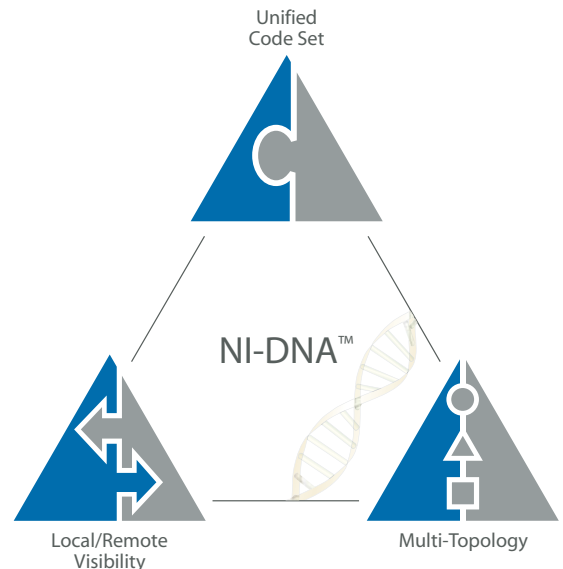 Unified
Code Set
NI-DNA™
Local/Remote
Visibility
Multi-Topology